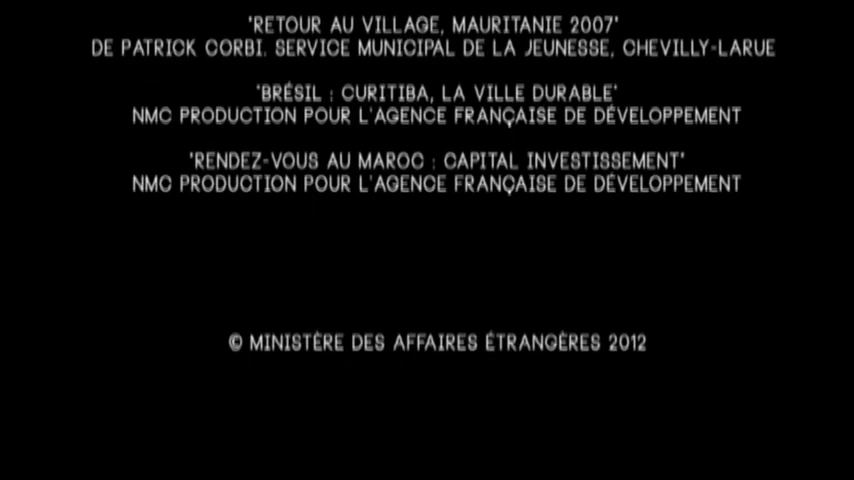 'RETOUR AU VILLAGE, MAURITANIE 2007'
DE PATRICK CORBI. SERVICE MUNICIPAL DE LA JEUNESSE, CHEVILLY-LARUE
'BRÉSIL : CURITIBA, LA VILLE DURABLE'
NMC PRODUCTION POUR L'AGENCE FRANÇAISE DE DÉVELOPPEMENT
'RENDEZ-VOUS AU MAROC : CAPITAL INVESTISSEMENT'
NMC PRODUCTION POUR L'AGENCE FRANÇAISE DE DÉVELOPPEMENT
© MINISTÈRE DES AFFAIRES ÉTRANGÈRES 2012